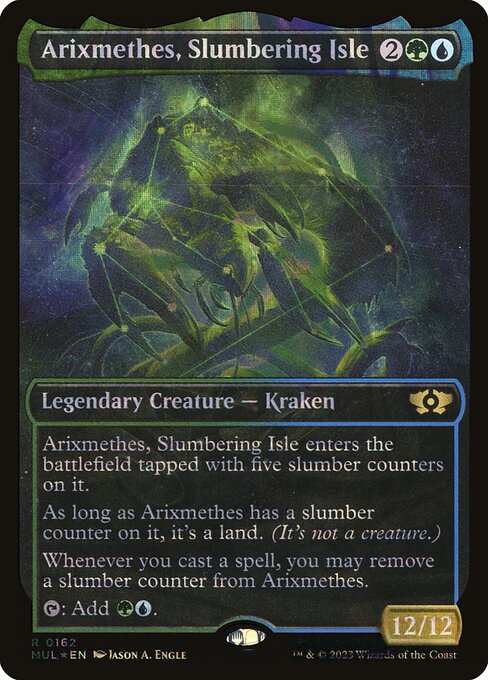 Arixmethes, Slumbering Isle 2
Legendary Creature — Kraken
Arixmethes, Slumbering Isle enters the
battlefield tapped with five slumber counters
on it.
As long as Arixmethes has a slumber
counter on it, it's a land. (It's not a creature.)
Whenever you cast a spell, you may remove
a slumber counter from Arixmethes.
: Add .
12/12
R 0162
MUL★EN Jason A. Engle
™ & © 2023 Wizards of the Coast